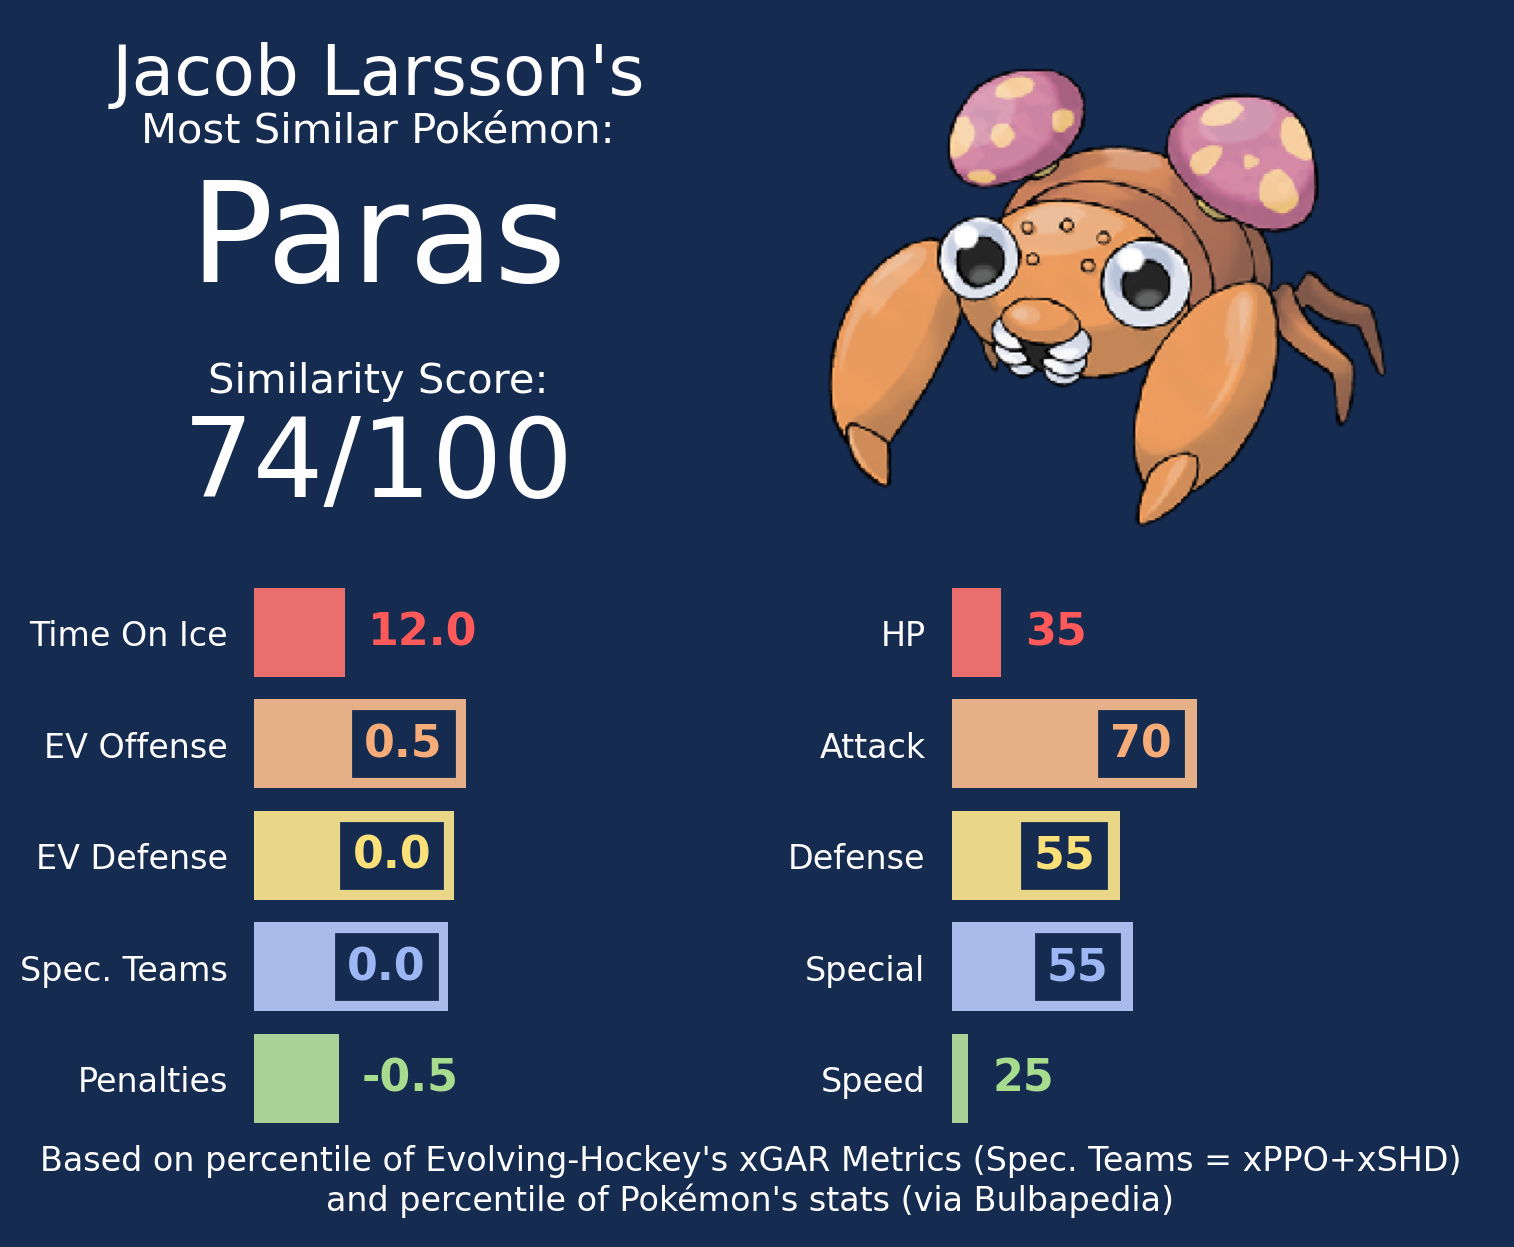 Jacob Larsson's
Most Similar Pokémon:
Paras
Similarity Score:
74/100
Time On Ice 12.0
EV Offense 0.5
EV Defense 0.0
Spec. Teams 0.0
Penalties -0.5
HP 35
Attack 70
Defense 55
Special 55
Speed 25
Based on percentile of Evolving-Hockey's xGAR Metrics (Spec. Teams = xPPO+xSHD)
and percentile of Pokémon's stats (via Bulbapedia)